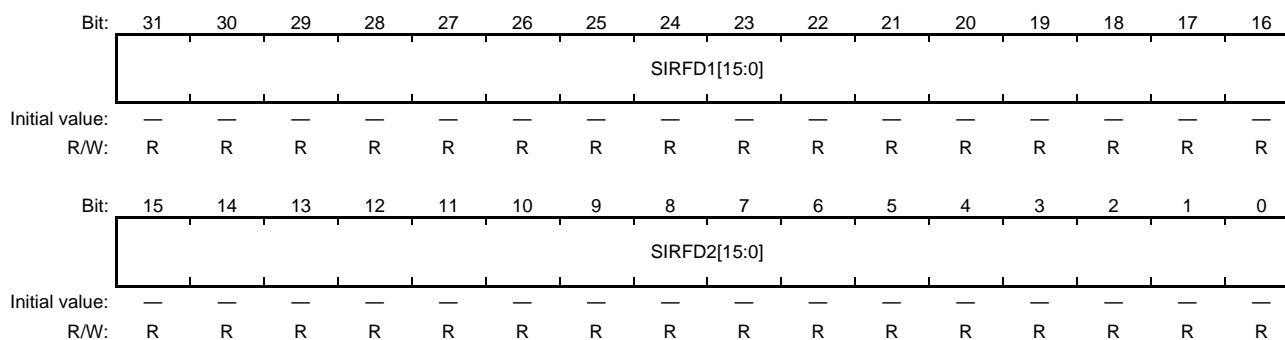 Bit: 31 30 29 28 27 26 25 24 23 22 21 20 19 18 17 16
SIRFD1[15:0]
Initial value: — — — — — — — — — — — — — — — —
R/W: R R R R R R R R R R R R R R R R
Bit: 15 14 13 12 11 10 9 8 7 6 5 4 3 2 1 0
SIRFD2[15:0]
Initial value: — — — — — — — — — — — — — — — —
R/W: R R R R R R R R R R R R R R R R